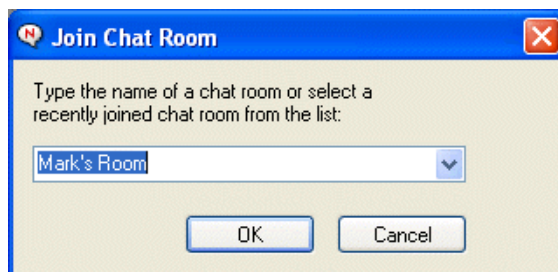 Join Chat Room
Type the name of a chat room or select a
recently joined chat room from the list:
Mark's Room
OK Cancel